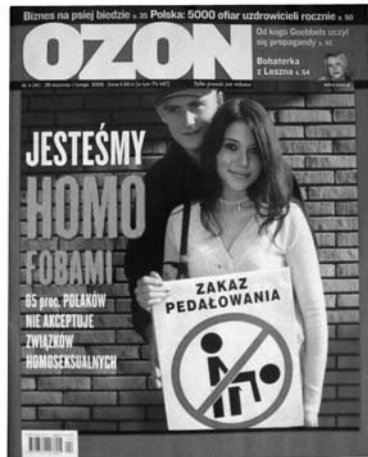 Biznes na psiej biedzie s. 35 Polska: 5000 ofiar uzdrowicieli rocznie s. 50
OZON
Od kogo Goebbels uczył
się propagandy s. 42
Bohaterka
z Leszna s. 54
JESTEŚMY
HOMO
FOBAMI
85 proc. POLAKÓW
NIE AKCEPTUJE
ZWIĄZKÓW
HOMOSEKSUALNYCH
ZAKAZ
PEDAŁOWANIA